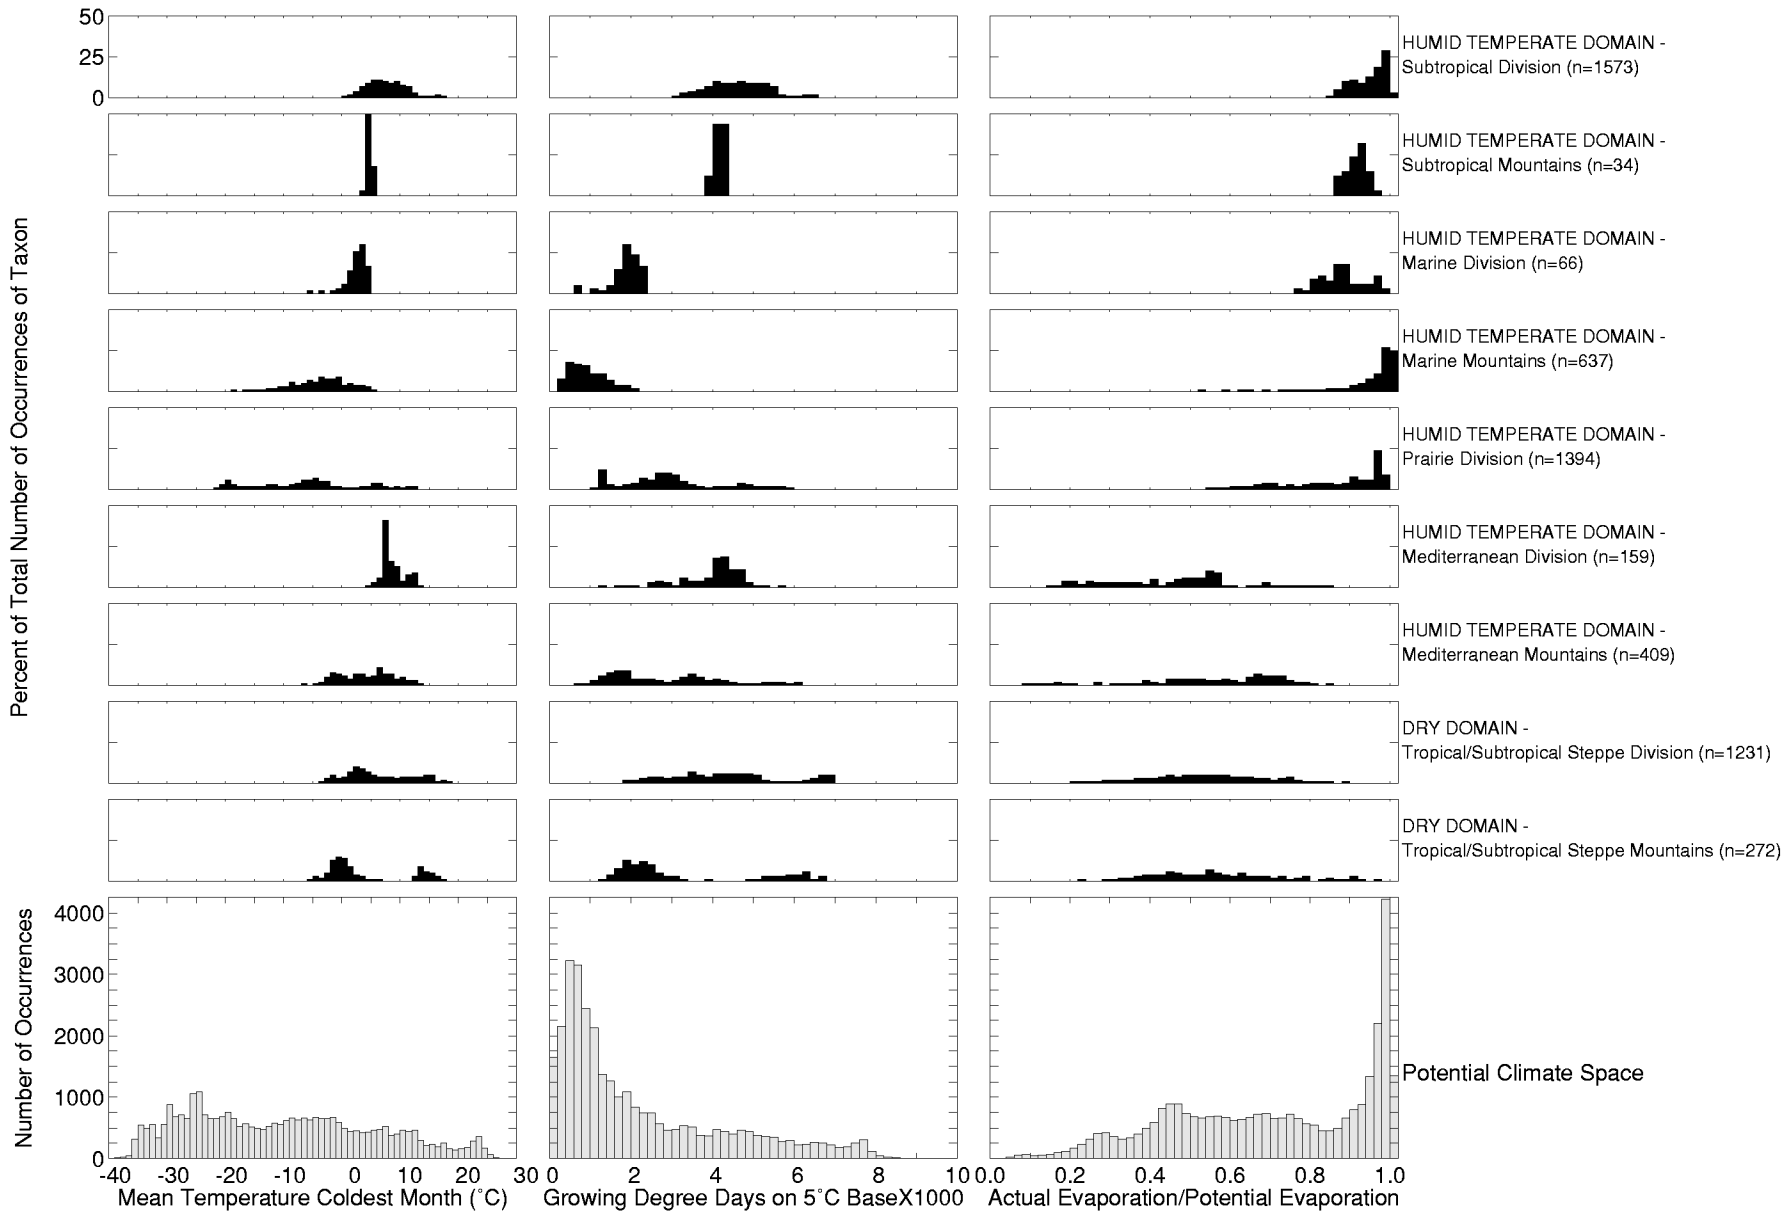 50
25
0
HUMID TEMPERATE DOMAIN -
Subtropical Division (n=1573)
HUMID TEMPERATE DOMAIN -
Subtropical Mountains (n=34)
HUMID TEMPERATE DOMAIN -
Marine Division (n=66)
HUMID TEMPERATE DOMAIN -
Marine Mountains (n=637)
HUMID TEMPERATE DOMAIN -
Prairie Division (n=1394)
HUMID TEMPERATE DOMAIN -
Mediterranean Division (n=159)
HUMID TEMPERATE DOMAIN -
Mediterranean Mountains (n=409)
DRY DOMAIN -
Tropical/Subtropical Steppe Division (n=1231)
DRY DOMAIN -
Tropical/Subtropical Steppe Mountains (n=272)
Percent of Total Number of Occurrences of Taxon
Number of Occurrences
4000
3000
2000
1000
0
Potential Climate Space
-40 -30 -20 -10 0 10 20 30
Mean Temperature Coldest Month (°C)
0 2 4 6 8 10
Growing Degree Days on 5°C BaseX1000
0.0 0.2 0.4 0.6 0.8 1.0
Actual Evaporation/Potential Evaporation